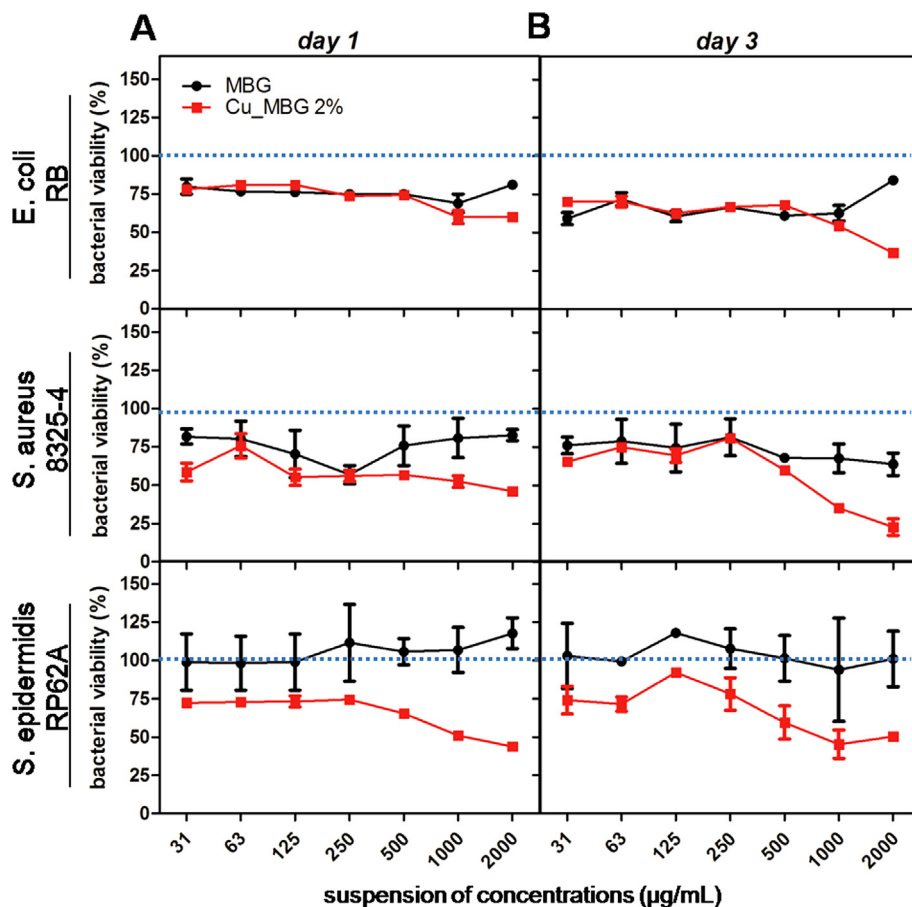 A
B
day 1
day 3
MBG
Cu_MBG 2%
E. coli
RB
bacterial viability (%)
150
125
100
75
50
25
0
S. aureus
8325-4
bacterial viability (%)
150
125
100
75
50
25
0
S. epidermidis
RP62A
bacterial viability (%)
150
125
100
75
50
25
0
31
63
125
250
500
1000
2000
31
63
125
250
500
1000
2000
suspension of concentrations (µg/mL)